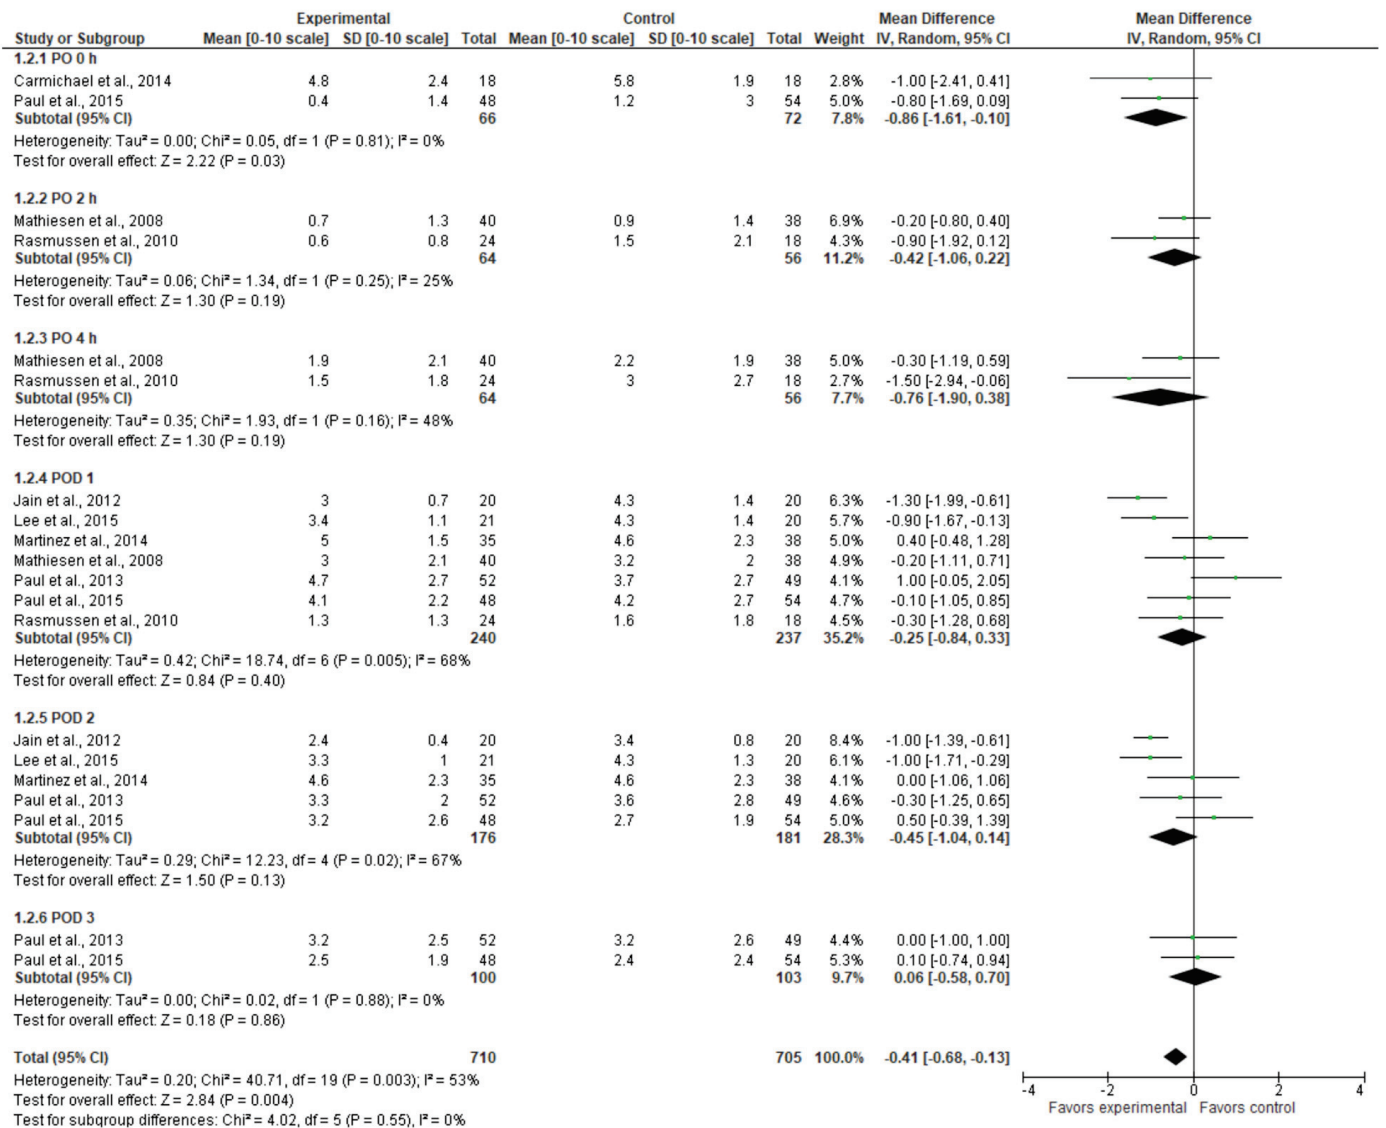 Experimental Control Mean Difference Mean Difference
Study or Subgroup Mean [0-10 scale] SD [0-10 scale] Total Mean [0-10 scale] SD [0-10 scale] Total Weight IV, Random, 95% CI IV, Random, 95% CI
1.2.1 PO 0 h
Carmichael et al., 2014 4.8 2.4 18 5.8 1.9 18 2.8% -1.00 [-2.41, 0.41]
Paul et al., 2015 0.4 1.4 48 1.2 3 54 5.0% -0.80 [-1.69, 0.09]
Subtotal (95% CI) 66 72 7.8% -0.86 [-1.61, -0.10]
Heterogeneity: Tau² = 0.00; Chi² = 0.05, df = 1 (P = 0.81); I² = 0%
Test for overall effect: Z = 2.22 (P = 0.03)
1.2.2 PO 2 h
Mathiesen et al., 2008 0.7 1.3 40 0.9 1.4 38 6.9% -0.20 [-0.80, 0.40]
Rasmussen et al., 2010 0.6 0.8 24 1.5 2.1 18 4.3% -0.90 [-1.92, 0.12]
Subtotal (95% CI) 64 56 11.2% -0.42 [-1.06, 0.22]
Heterogeneity: Tau² = 0.06; Chi² = 1.34, df = 1 (P = 0.25); I² = 25%
Test for overall effect: Z = 1.30 (P = 0.19)
1.2.3 PO 4 h
Mathiesen et al., 2008 1.9 2.1 40 2.2 1.9 38 5.0% -0.30 [-1.19, 0.59]
Rasmussen et al., 2010 1.5 1.8 24 3 2.7 18 2.7% -1.50 [-2.94, -0.06]
Subtotal (95% CI) 64 56 7.7% -0.76 [-1.90, 0.38]
Heterogeneity: Tau² = 0.35; Chi² = 1.93, df = 1 (P = 0.16); I² = 48%
Test for overall effect: Z = 1.30 (P = 0.19)
1.2.4 POD 1
Jain et al., 2012 3 0.7 20 4.3 1.4 20 6.3% -1.30 [-1.99, -0.61]
Lee et al., 2015 3.4 1.1 21 4.3 1.4 20 5.7% -0.90 [-1.67, -0.13]
Martinez et al., 2014 5 1.5 35 4.6 2.3 38 5.0% 0.40 [-0.48, 1.28]
Mathiesen et al., 2008 3 2.1 40 3.2 2 38 4.9% -0.20 [-1.11, 0.71]
Paul et al., 2013 4.7 2.7 52 3.7 2.7 49 4.1% 1.00 [-0.05, 2.05]
Paul et al., 2015 4.1 2.2 48 4.2 2.7 54 4.7% -0.10 [-1.05, 0.85]
Rasmussen et al., 2010 1.3 1.3 24 1.6 1.8 18 4.5% -0.30 [-1.28, 0.68]
Subtotal (95% CI) 240 237 35.2% -0.25 [-0.84, 0.33]
Heterogeneity: Tau² = 0.42; Chi² = 18.74, df = 6 (P = 0.005); I² = 68%
Test for overall effect: Z = 0.84 (P = 0.40)
1.2.5 POD 2
Jain et al., 2012 2.4 0.4 20 3.4 0.8 20 8.4% -1.00 [-1.39, -0.61]
Lee et al., 2015 3.3 1 21 4.3 1.3 20 6.1% -1.00 [-1.71, -0.29]
Martinez et al., 2014 4.6 2.3 35 4.6 2.3 38 4.1% 0.00 [-1.06, 1.06]
Paul et al., 2013 3.3 2 52 3.6 2.8 49 4.6% -0.30 [-1.25, 0.65]
Paul et al., 2015 3.2 2.6 48 2.7 1.9 54 5.0% 0.50 [-0.39, 1.39]
Subtotal (95% CI) 176 181 28.3% -0.45 [-1.04, 0.14]
Heterogeneity: Tau² = 0.29; Chi² = 12.23, df = 4 (P = 0.02); I² = 67%
Test for overall effect: Z = 1.50 (P = 0.13)
1.2.6 POD 3
Paul et al., 2013 3.2 2.5 52 3.2 2.6 49 4.4% 0.00 [-1.00, 1.00]
Paul et al., 2015 2.5 1.9 48 2.4 2.4 54 5.3% 0.10 [-0.74, 0.94]
Subtotal (95% CI) 100 103 9.7% 0.06 [-0.58, 0.70]
Heterogeneity: Tau² = 0.00; Chi² = 0.02, df = 1 (P = 0.88); I² = 0%
Test for overall effect: Z = 0.18 (P = 0.86)
Total (95% CI) 710 705 100.0% -0.41 [-0.68, -0.13]
Heterogeneity: Tau² = 0.20; Chi² = 40.71, df = 19 (P = 0.003); I² = 53%
Test for overall effect: Z = 2.84 (P = 0.004)
Test for subgroup differences: Chi² = 4.02, df = 5 (P = 0.55), I² = 0%
-4 -2 0 2 4
Favors experimental Favors control